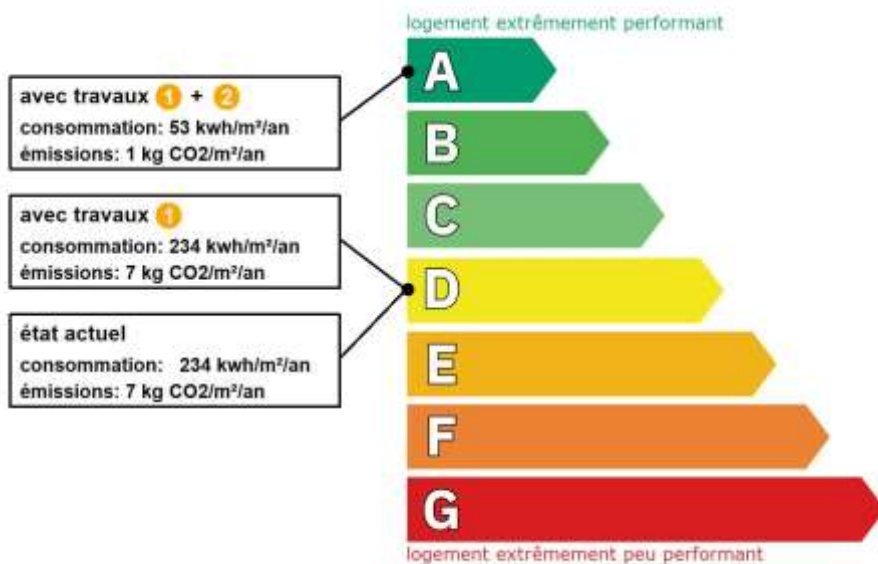 logement extrêmement performant
A
avec travaux 1 + 2
consommation: 53 kwh/m²/an
émissions: 1 kg CO2/m²/an
B
avec travaux 1
consommation: 234 kwh/m²/an
émissions: 7 kg CO2/m²/an
C
D
état actuel
consommation: 234 kwh/m²/an
émissions: 7 kg CO2/m²/an
E
F
G
logement extrêmement peu performant